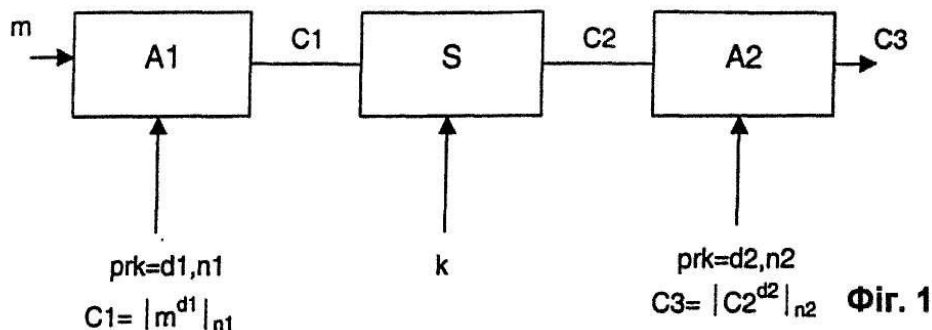 m A1 C1 S C2 A2 C3
prk=d1,n1 k prk=d2,n2
C1= |m^d1|_n1 C3= |C2^d2|_n2 Фіг. 1